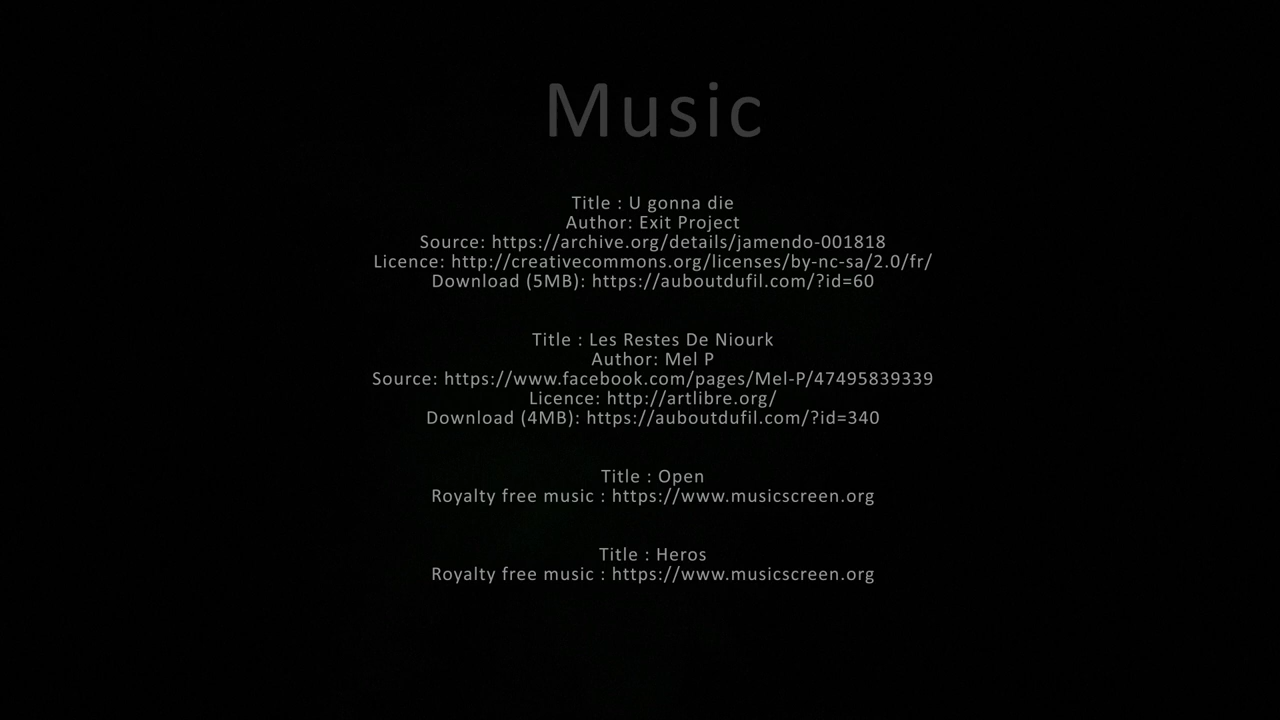 Music
Title : U gonna die
Author: Exit Project
Source: https://archive.org/details/jamendo-001818
Licence: http://creativecommons.org/licenses/by-nc-sa/2.0/fr/
Download (5MB): https://auboutdufil.com/?id=60
Title : Les Restes De Niourk
Author: Mel P
Source: https://www.facebook.com/pages/Mel-P/47495839339
Licence: http://artlibre.org/
Download (4MB): https://auboutdufil.com/?id=340
Title : Open
Royalty free music : https://www.musicscreen.org
Title : Heros
Royalty free music : https://www.musicscreen.org